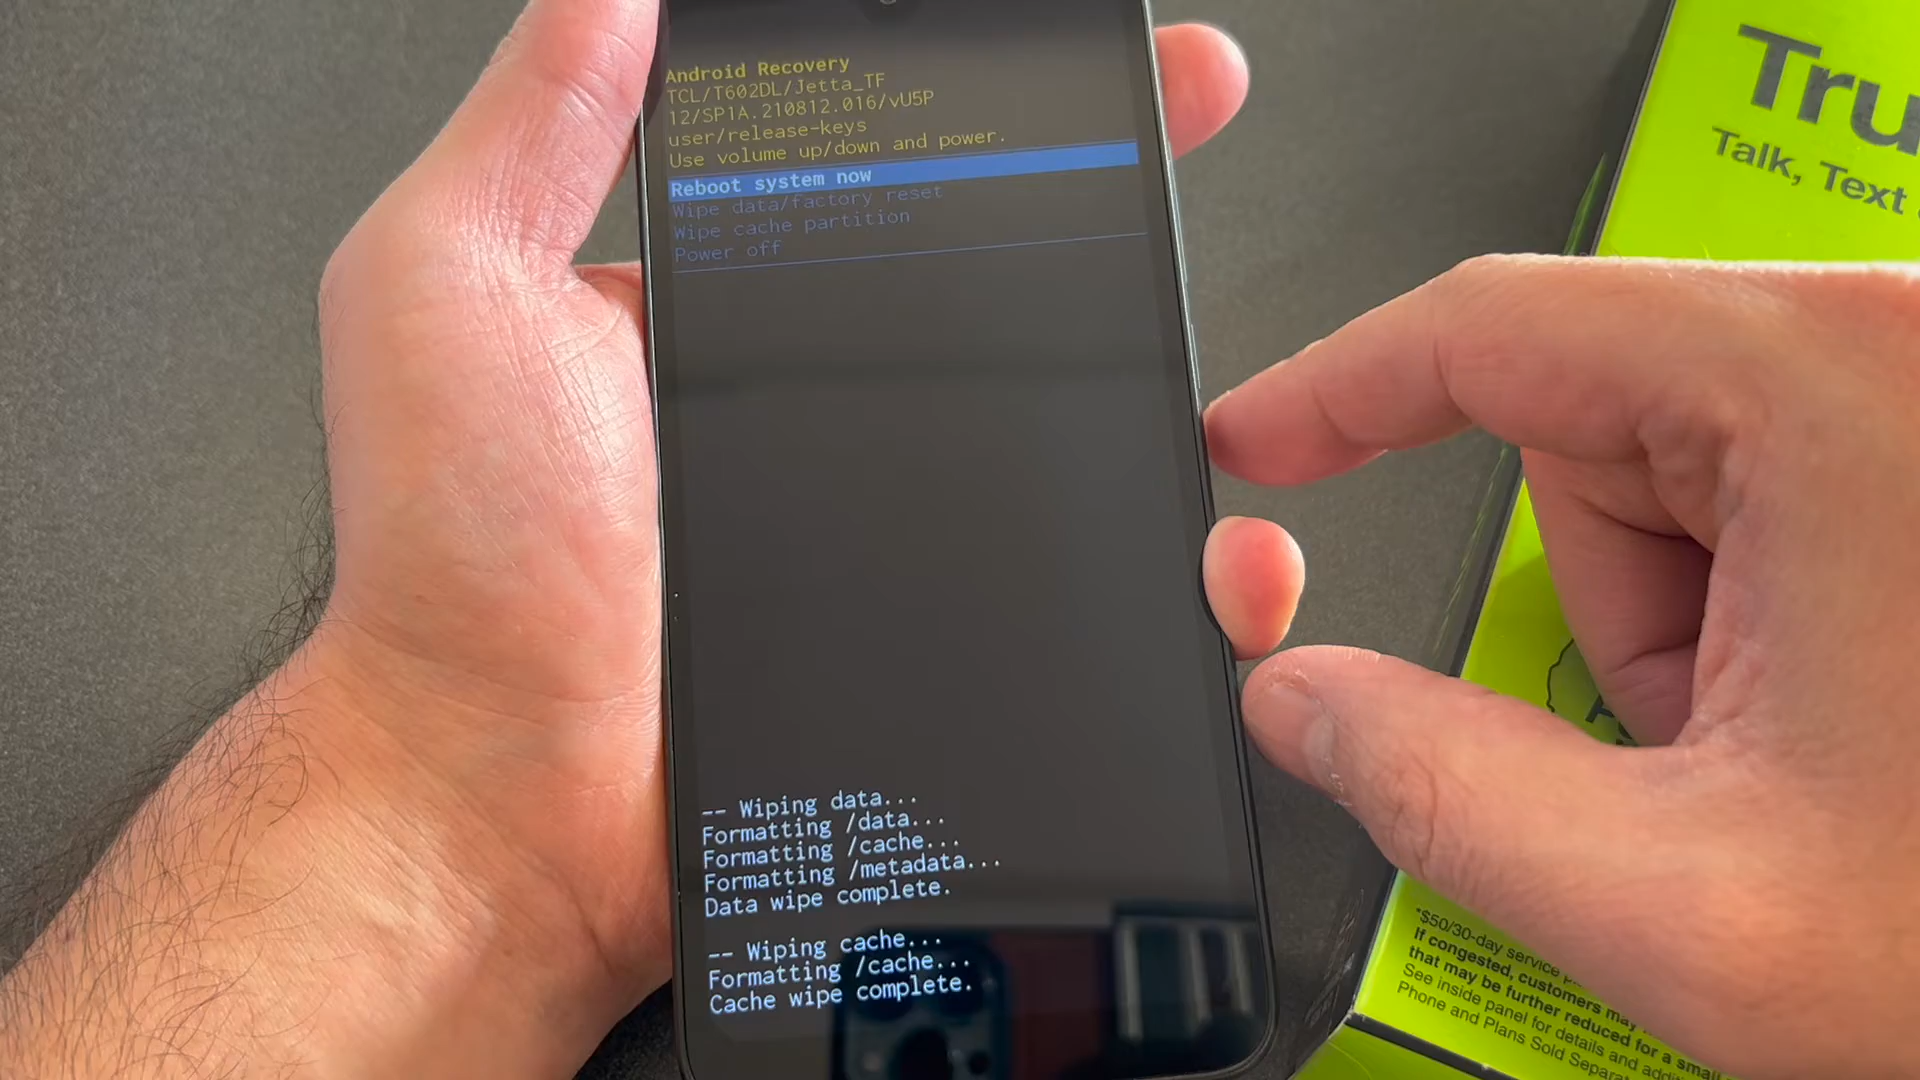 Android Recovery
TCL/T602DL/Jetta_TF
12/SP1A.210812.016/vU5P
user/release-keys
Use volume up/down and power.
Reboot system now
Wipe data/factory reset
Wipe cache partition
Power off
-- Wiping data...
Formatting /data...
Formatting /cache...
Formatting /metadata...
Data wipe complete.
-- Wiping cache...
Formatting /cache...
Cache wipe complete.
Tru
Talk, Text
*$50/30-day service
If congested, customers may
that may be further reduced for a small
See inside panel for details and
Phone and Plans Sold